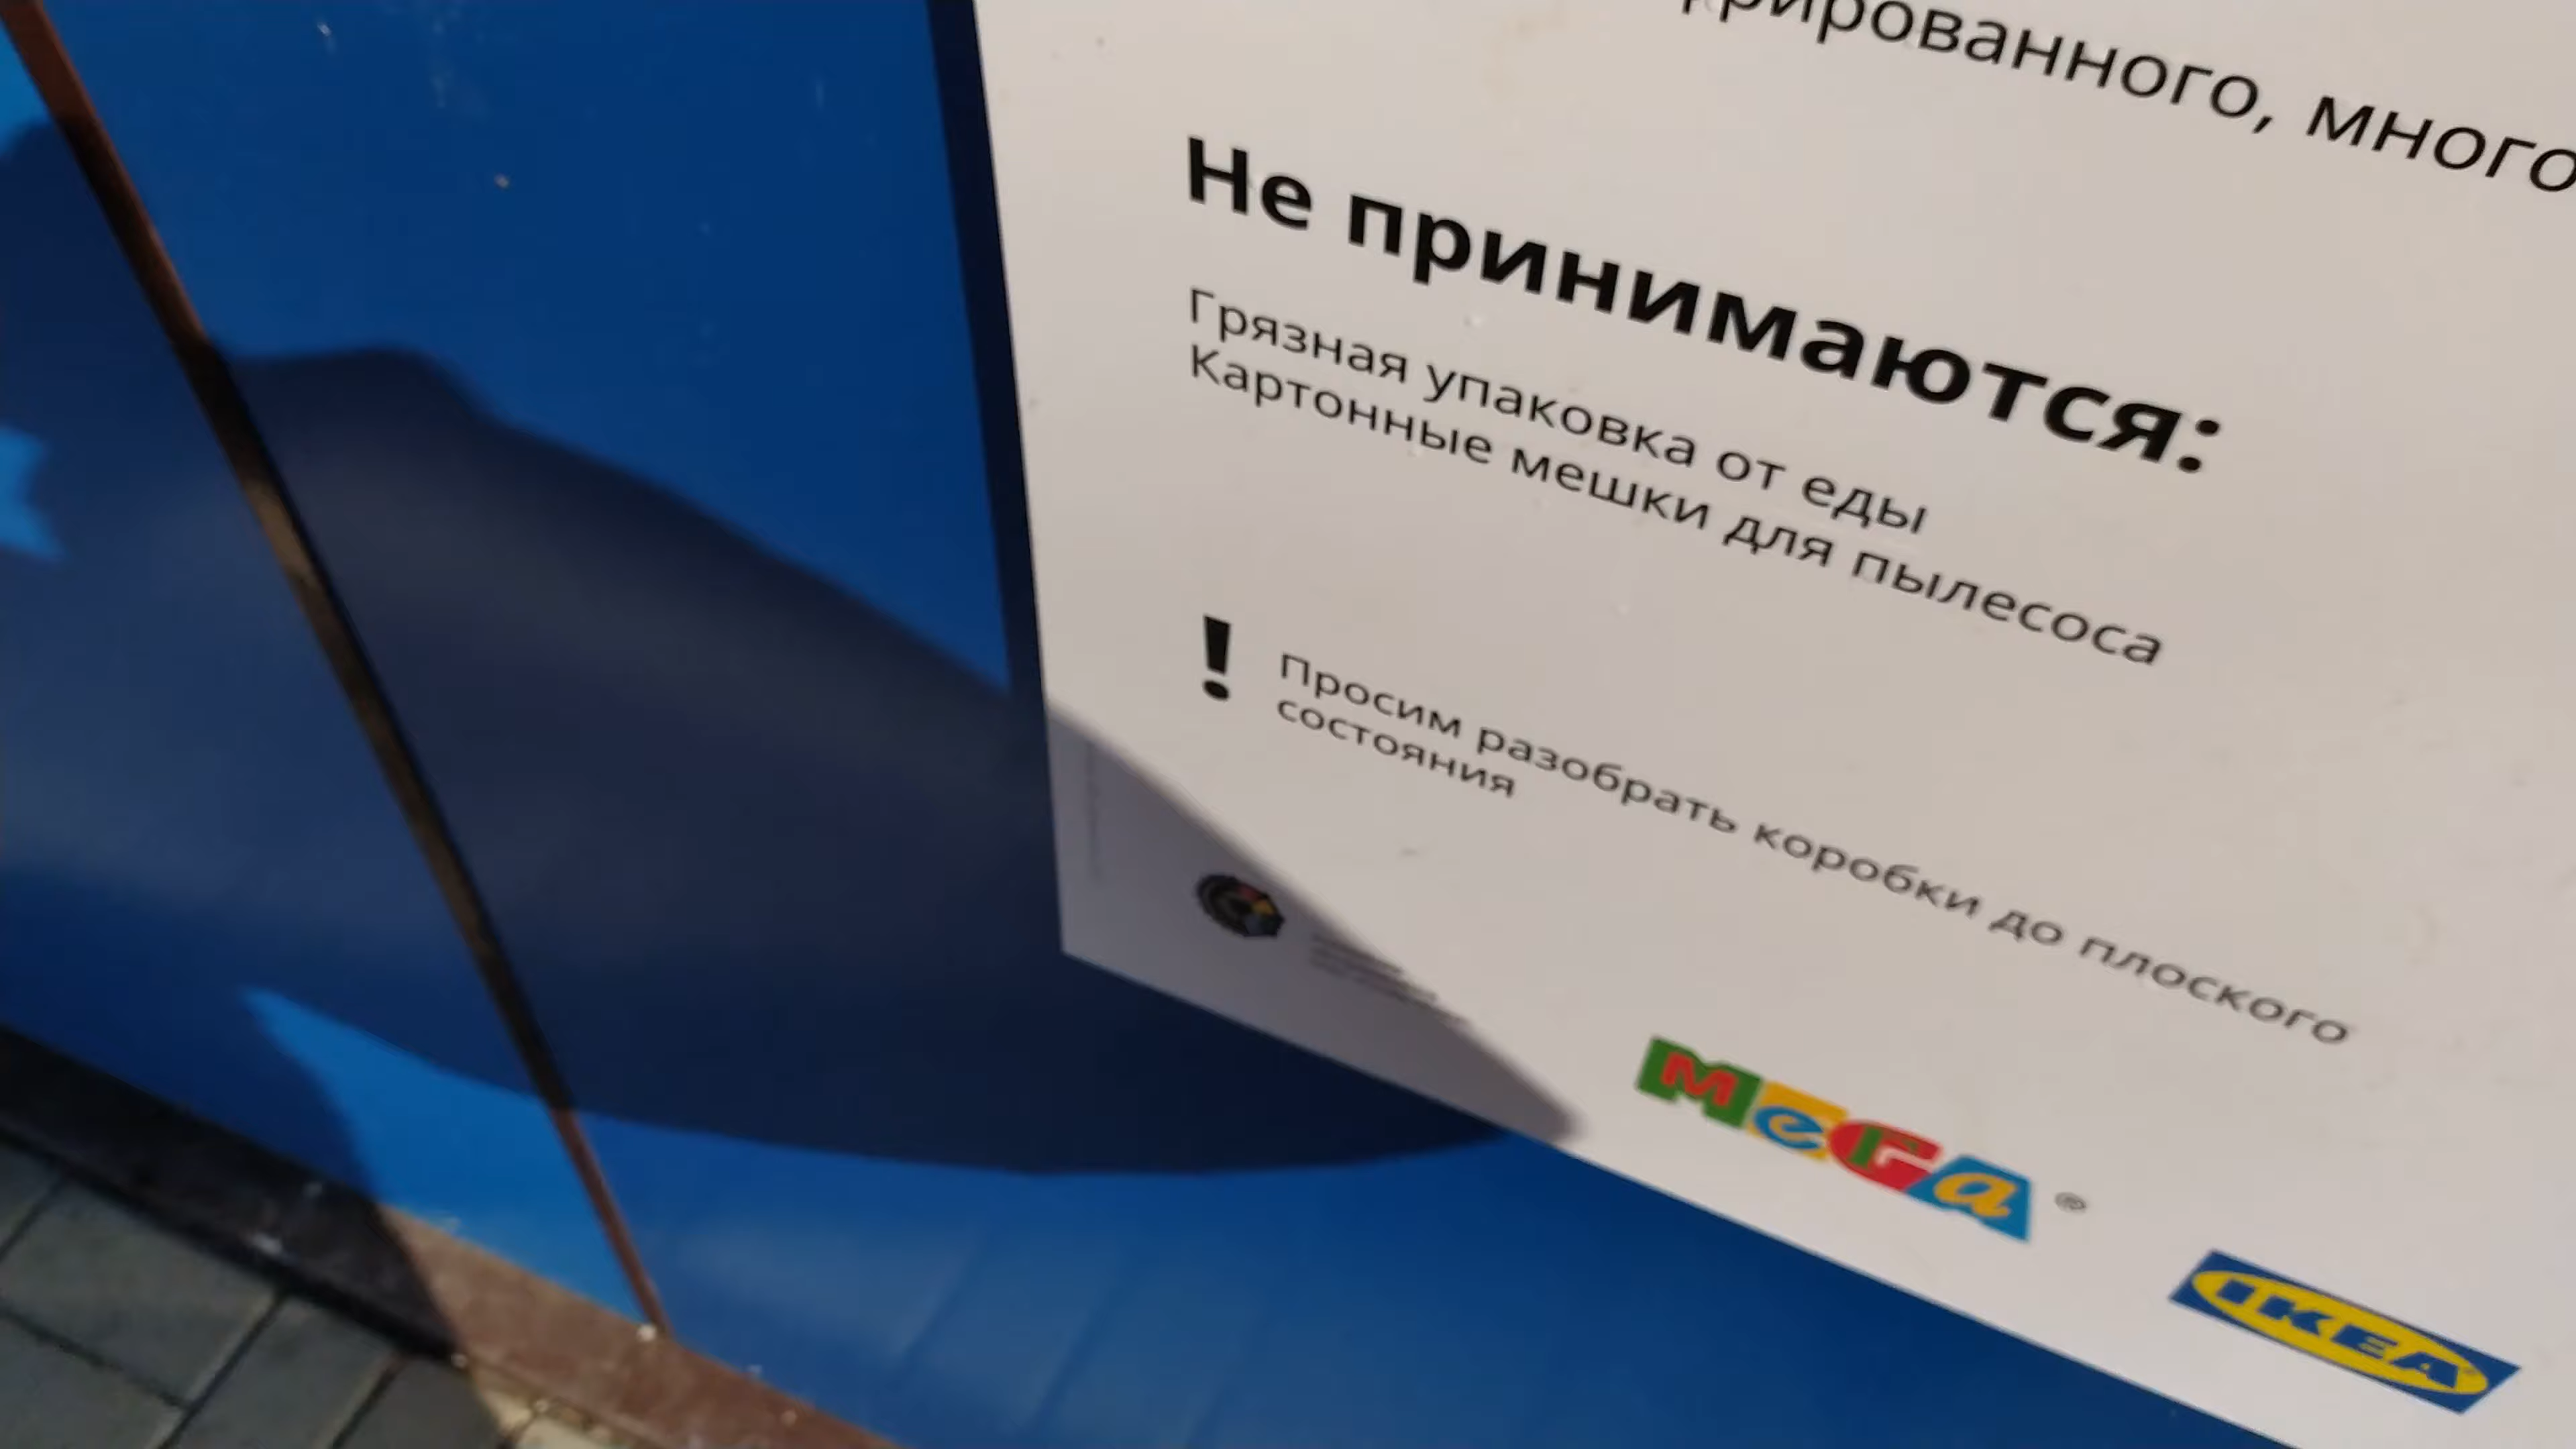 много
Не принимаются:
Грязная упаковка от еды
Картонные мешки для пылесоса
! Просим разобрать коробки до плоского
состояния
мега ®
IKEA